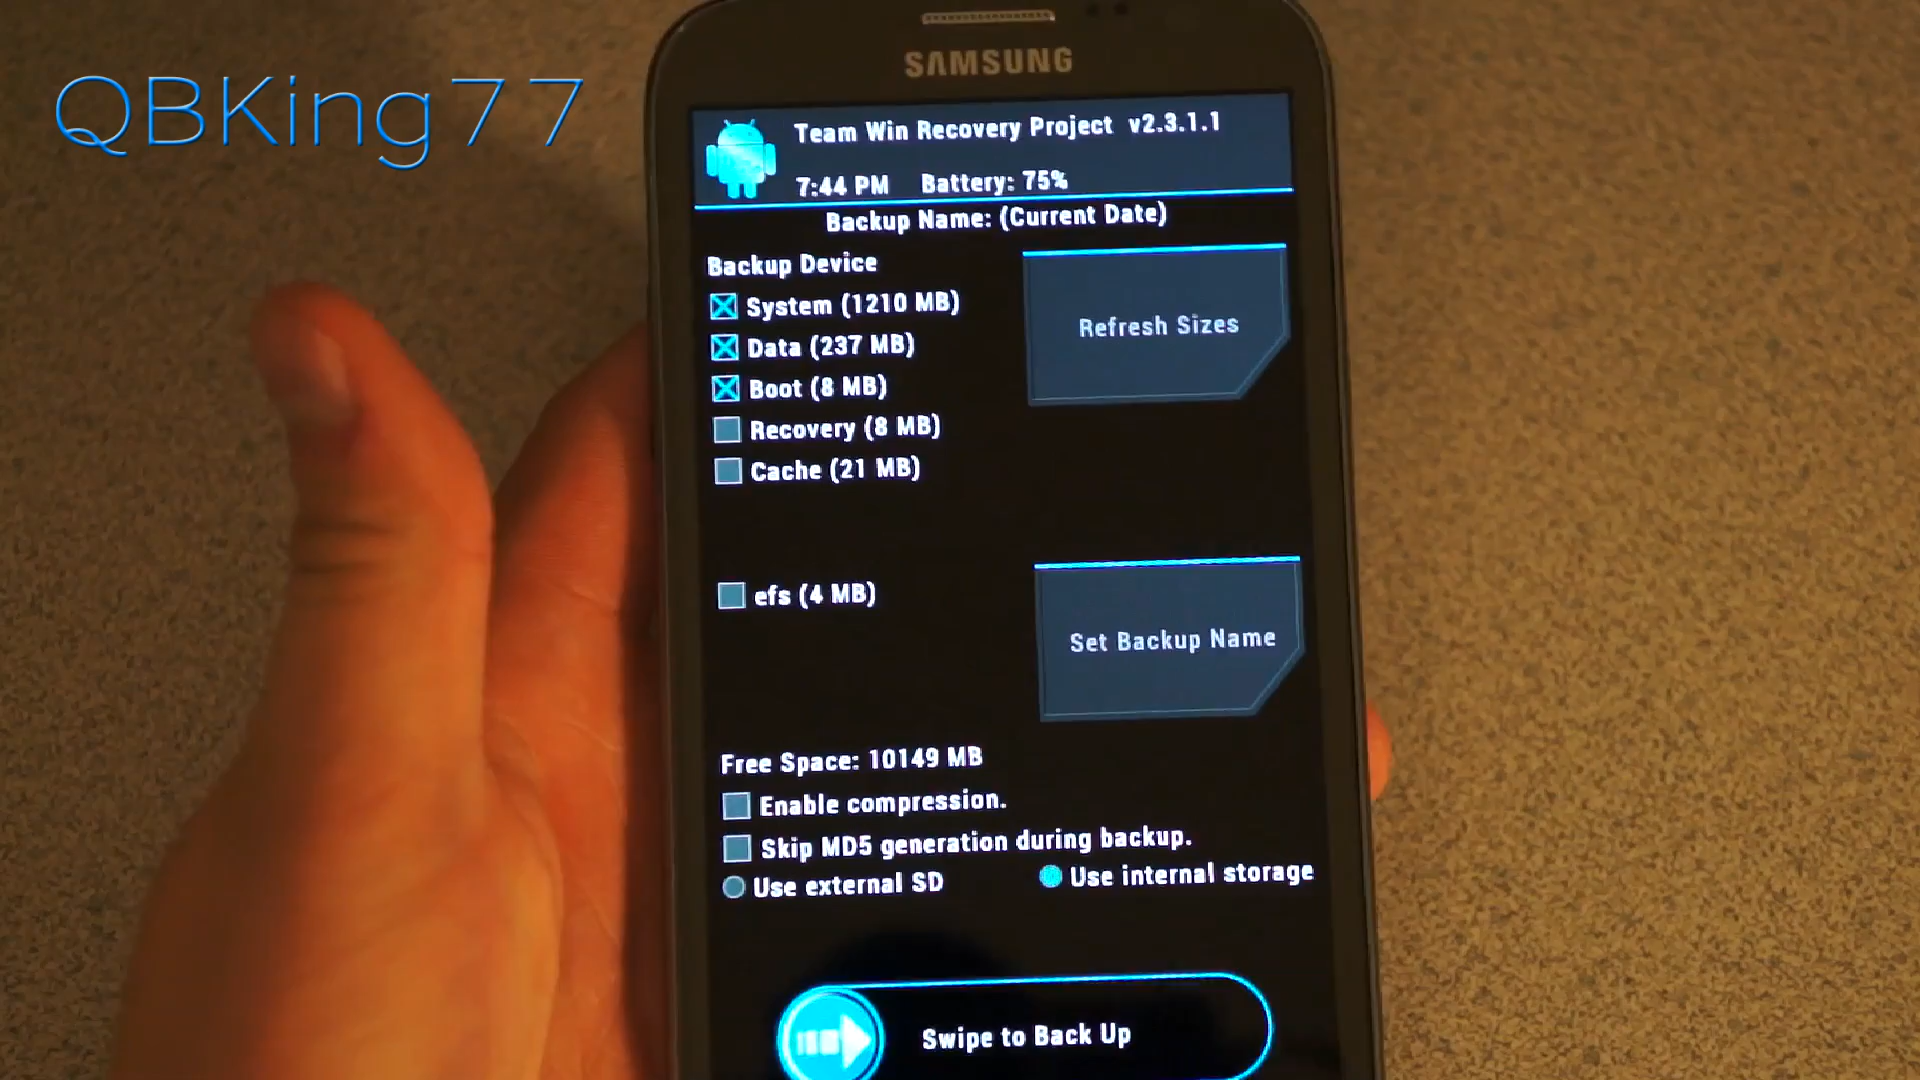 QBKing77
SAMSUNG
Team Win Recovery Project v2.3.1.1
7:44 PM Battery: 75%
Backup Name: (Current Date)
Backup Device
System (1210 MB)
Data (237 MB)
Boot (8 MB)
Recovery (8 MB)
Cache (21 MB)
Refresh Sizes
efs (4 MB)
Set Backup Name
Free Space: 10149 MB
Enable compression.
Skip MD5 generation during backup.
Use external SD
Use internal storage
Swipe to Back Up